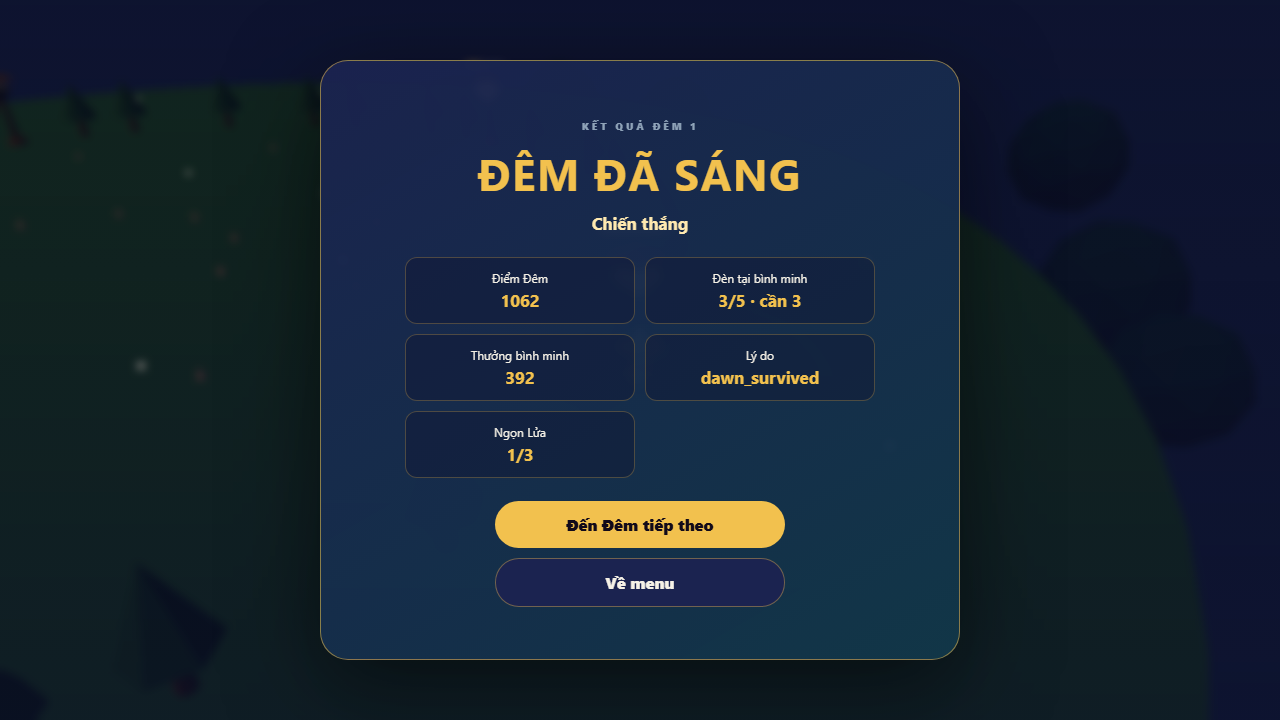 KẾT QUẢ ĐÊM 1
ĐÊM ĐÃ SÁNG
Chiến thắng
Điểm Đêm
1062
Đèn tại bình minh
3/5 · cần 3
Thưởng bình minh
392
Lý do
dawn_survived
Ngọn Lửa
1/3
Đến Đêm tiếp theo
Về menu